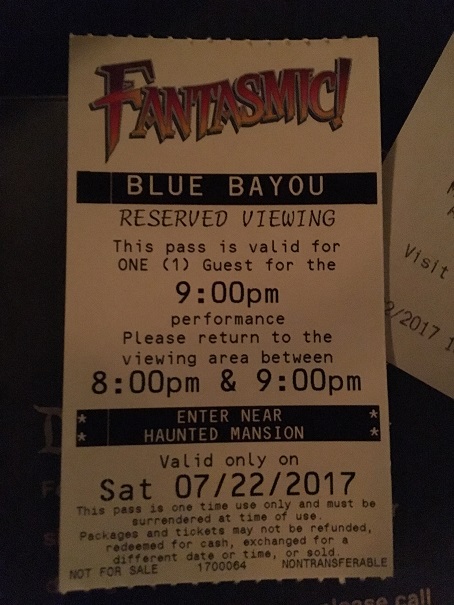 FANTASMIC!
BLUE BAYOU
RESERVED VIEWING
This pass is valid for
ONE (1) Guest for the
9:00pm
performance
Please return to the
viewing area between
8:00pm & 9:00pm
* ENTER NEAR *
* HAUNTED MANSION *
Valid only on
Sat 07/22/2017
This pass is one time use only and must be
surrendered at time of use.
Packages and tickets may not be refunded,
redeemed for cash, exchanged for a
different date or time, or sold.
NOT FOR SALE 1700064 NONTRANSFERABLE
Visit
2/2017 1
please call